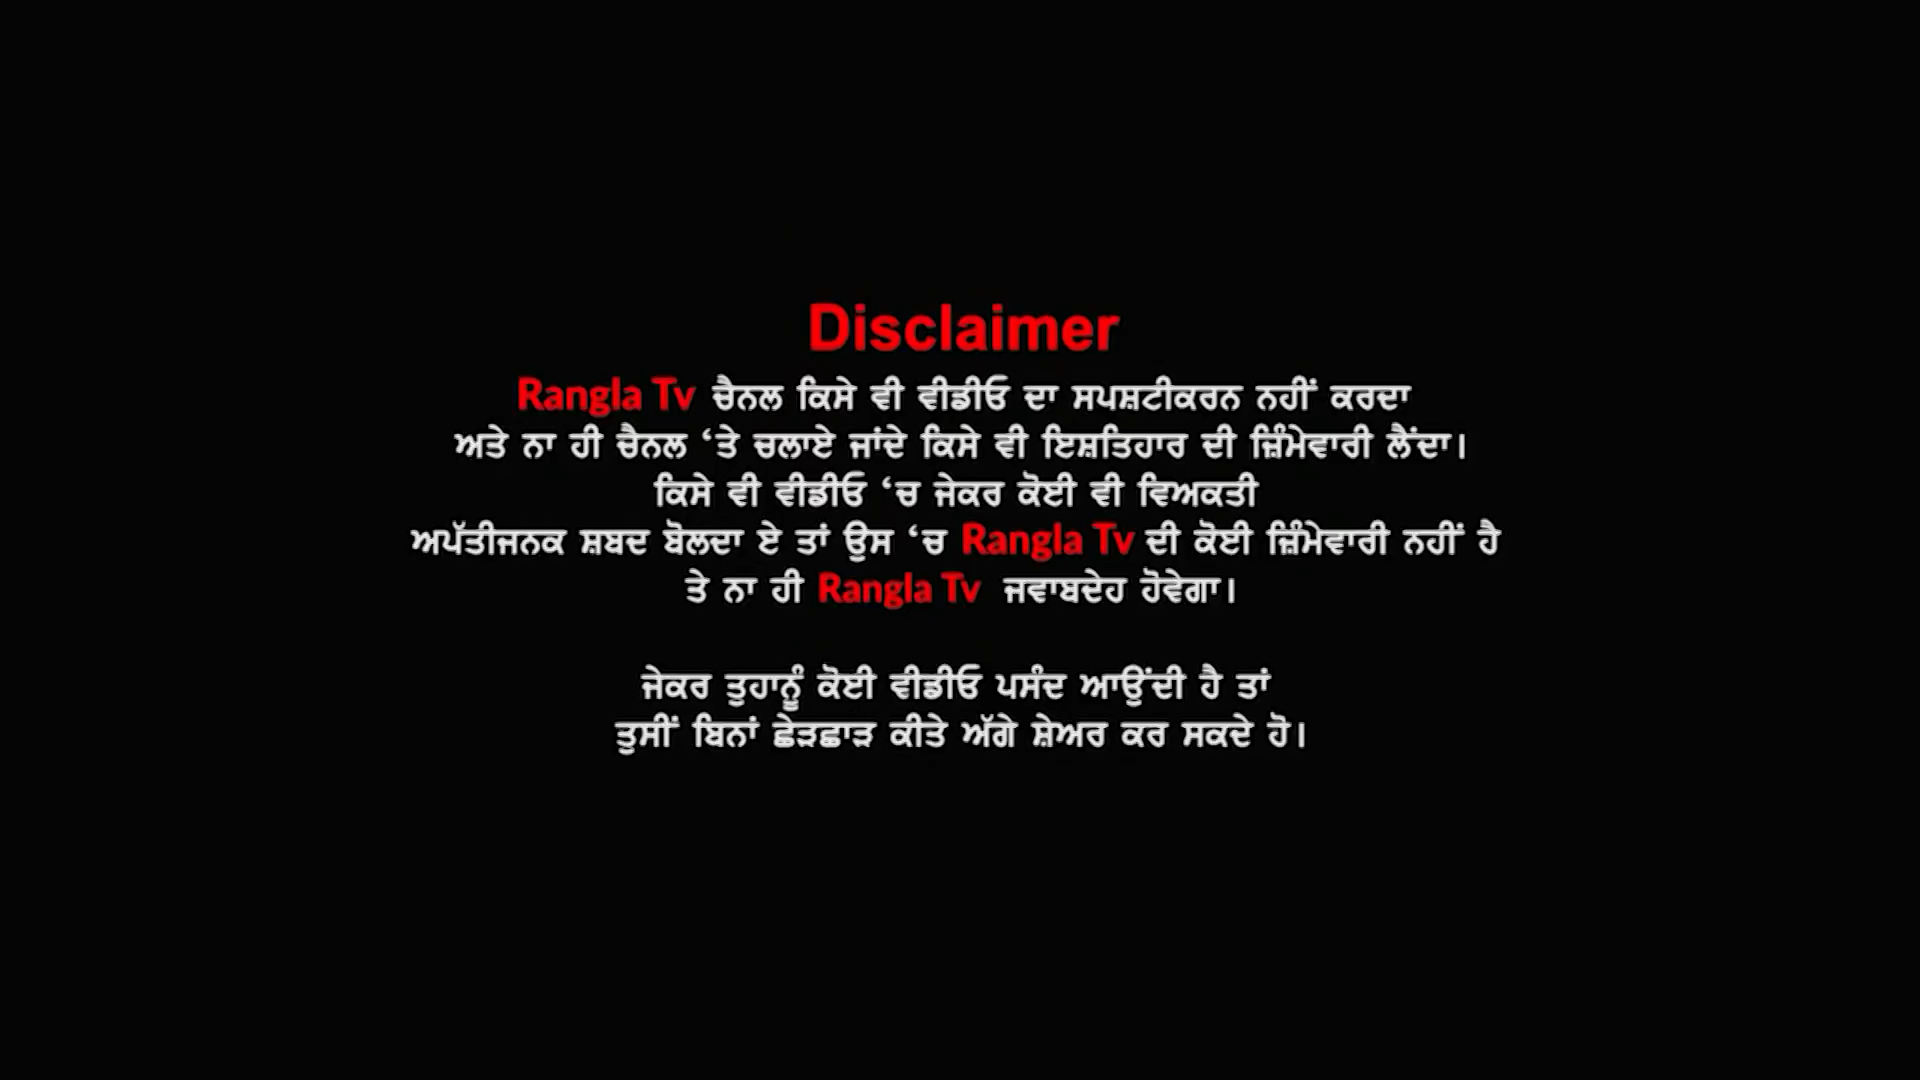 Disclaimer
Rangla Tv ਚੈਨਲ ਕਿਸੇ ਵੀ ਵੀਡੀਓ ਦਾ ਸਪਸ਼ਟੀਕਰਨ ਨਹੀਂ ਕਰਦਾ
ਅਤੇ ਨਾ ਹੀ ਚੈਨਲ ‘ਤੇ ਚਲਾਏ ਜਾਂਦੇ ਕਿਸੇ ਵੀ ਇਸ਼ਤਿਹਾਰ ਦੀ ਜ਼ਿੰਮੇਵਾਰੀ ਲੈਂਦਾ।
ਕਿਸੇ ਵੀ ਵੀਡੀਓ ‘ਚ ਜੇਕਰ ਕੋਈ ਵੀ ਵਿਅਕਤੀ
ਅਪੱਤੀਜਨਕ ਸ਼ਬਦ ਬੋਲਦਾ ਏ ਤਾਂ ਉਸ ‘ਚ Rangla Tv ਦੀ ਕੋਈ ਜ਼ਿੰਮੇਵਾਰੀ ਨਹੀਂ ਹੈ
ਤੇ ਨਾ ਹੀ Rangla Tv ਜਵਾਬਦੇਹ ਹੋਵੇਗਾ।
ਜੇਕਰ ਤੁਹਾਨੂੰ ਕੋਈ ਵੀਡੀਓ ਪਸੰਦ ਆਉਂਦੀ ਹੈ ਤਾਂ
ਤੁਸੀਂ ਬਿਨਾਂ ਛੇੜਛਾੜ ਕੀਤੇ ਅੱਗੇ ਸ਼ੇਅਰ ਕਰ ਸਕਦੇ ਹੋ।